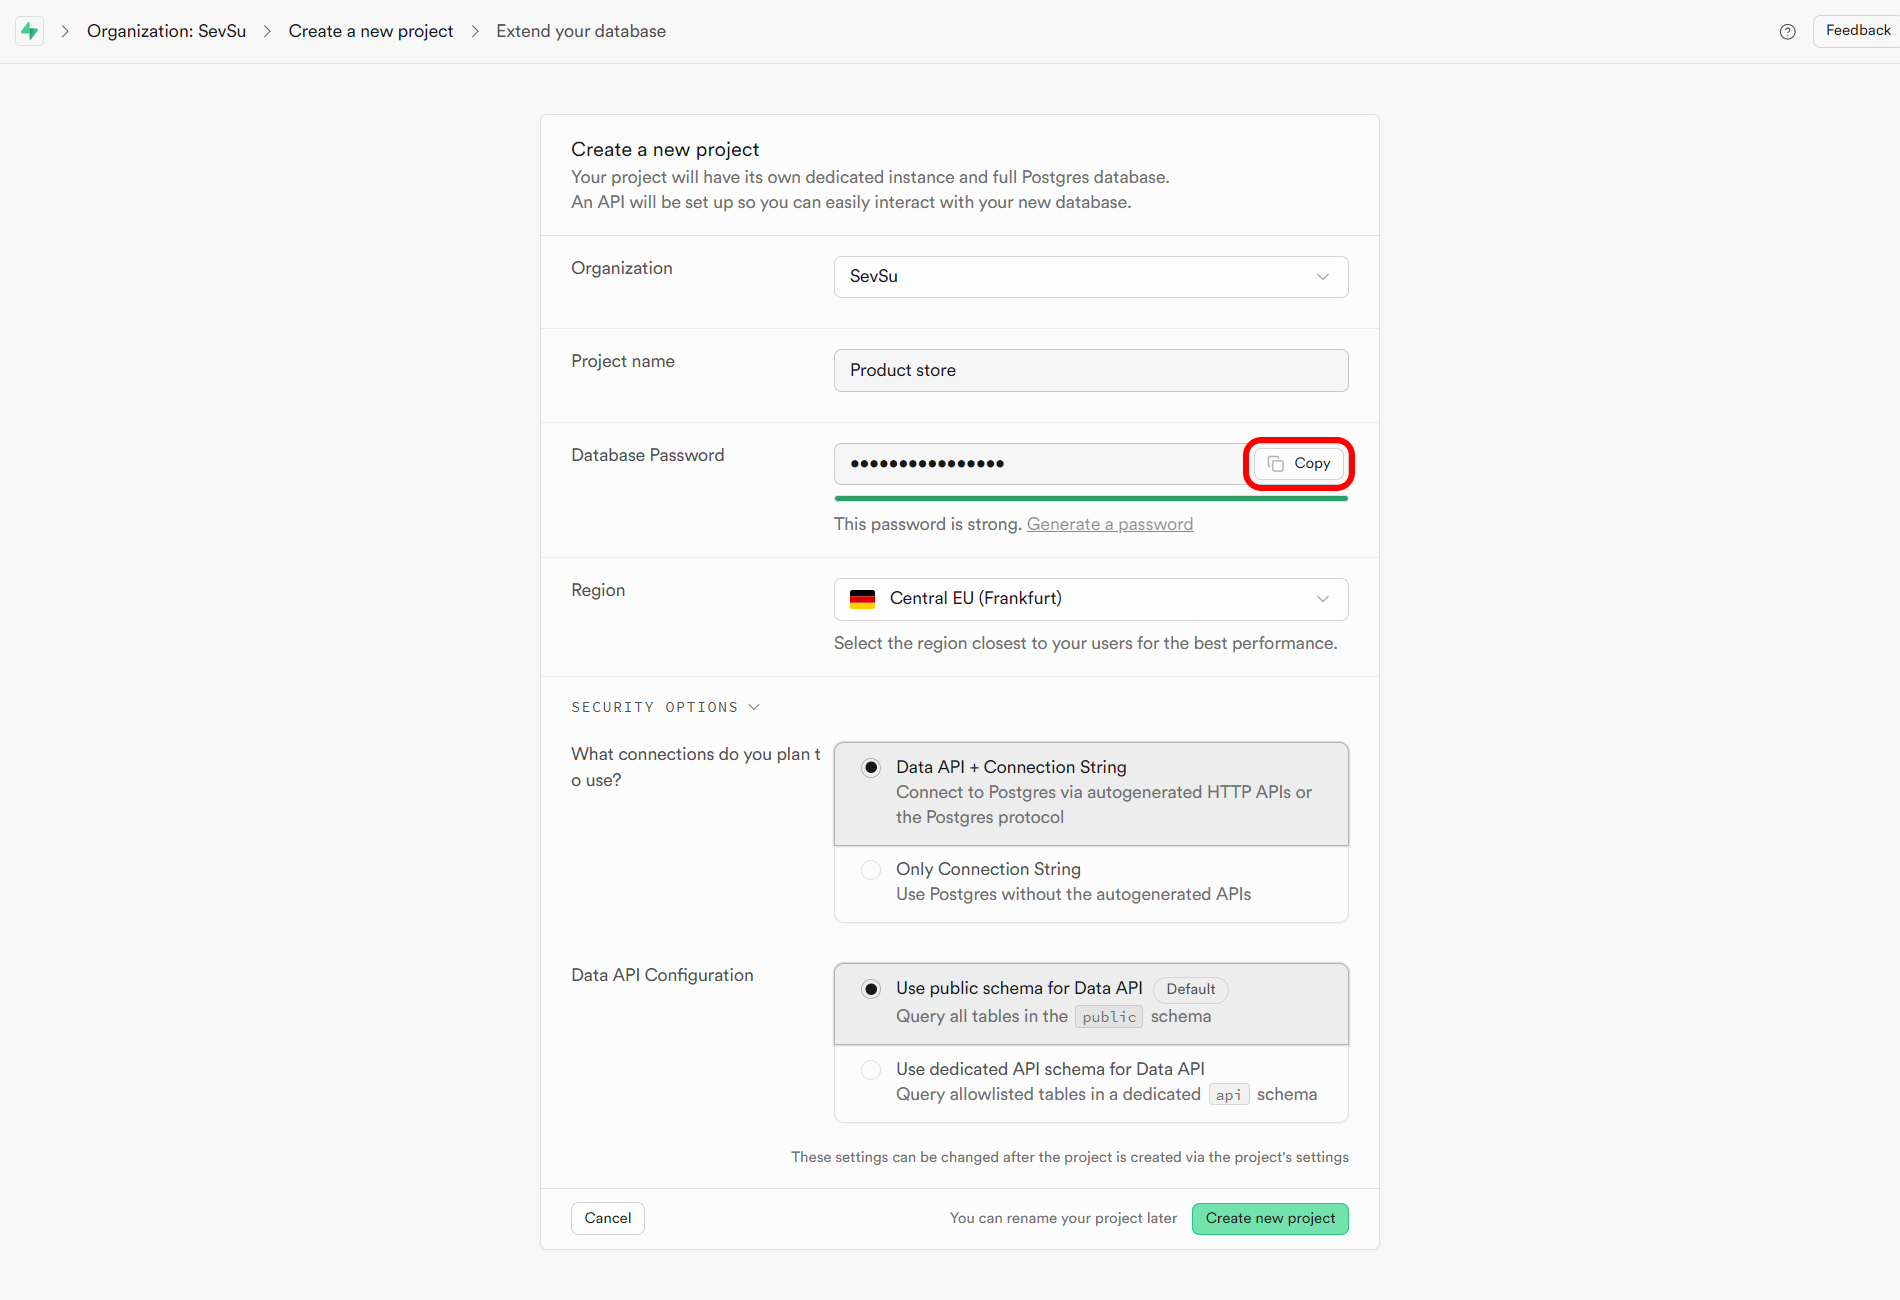 Organization: SevSu
Create a new project
Extend your database
Feedback
Create a new project
Your project will have its own dedicated instance and full Postgres database.
An API will be set up so you can easily interact with your new database.
Organization
SevSu
Project name
Product store
Database Password
••••••••••••••••
Copy
This password is strong. Generate a password
Region
Central EU (Frankfurt)
Select the region closest to your users for the best performance.
SECURITY OPTIONS
What connections do you plan t
o use?
Data API + Connection String
Connect to Postgres via autogenerated HTTP APIs or
the Postgres protocol
Only Connection String
Use Postgres without the autogenerated APIs
Data API Configuration
Use public schema for Data API Default
Query all tables in the public schema
Use dedicated API schema for Data API
Query allowlisted tables in a dedicated api schema
These settings can be changed after the project is created via the project's settings
Cancel
You can rename your project later
Create new project